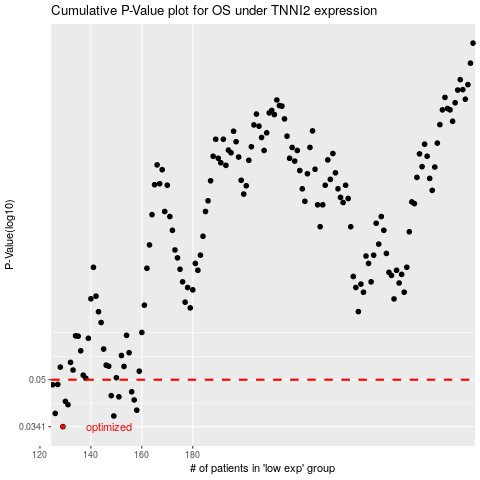 Cumulative P-Value plot for OS under TNNI2 expression
P-Value(log10)
0.05
0.0341
optimized
120 140 160 180
# of patients in 'low exp' group